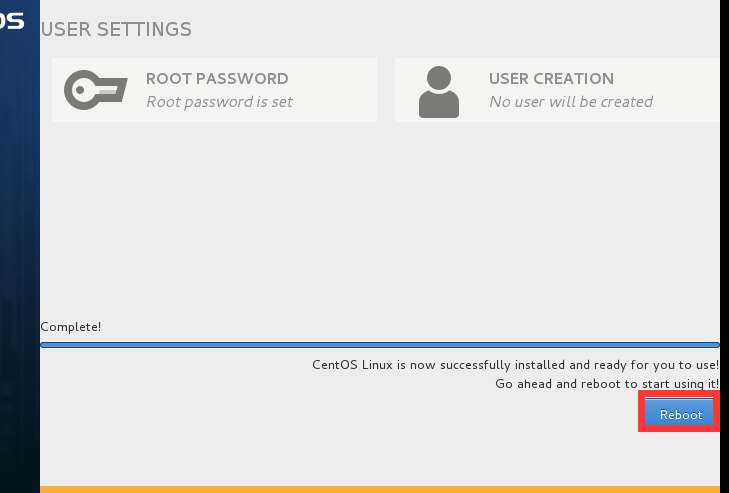 OS
USER SETTINGS
ROOT PASSWORD
Root password is set
USER CREATION
No user will be created
Complete!
CentOS Linux is now successfully installed and ready for you to use!
Go ahead and reboot to start using it!
Reboot